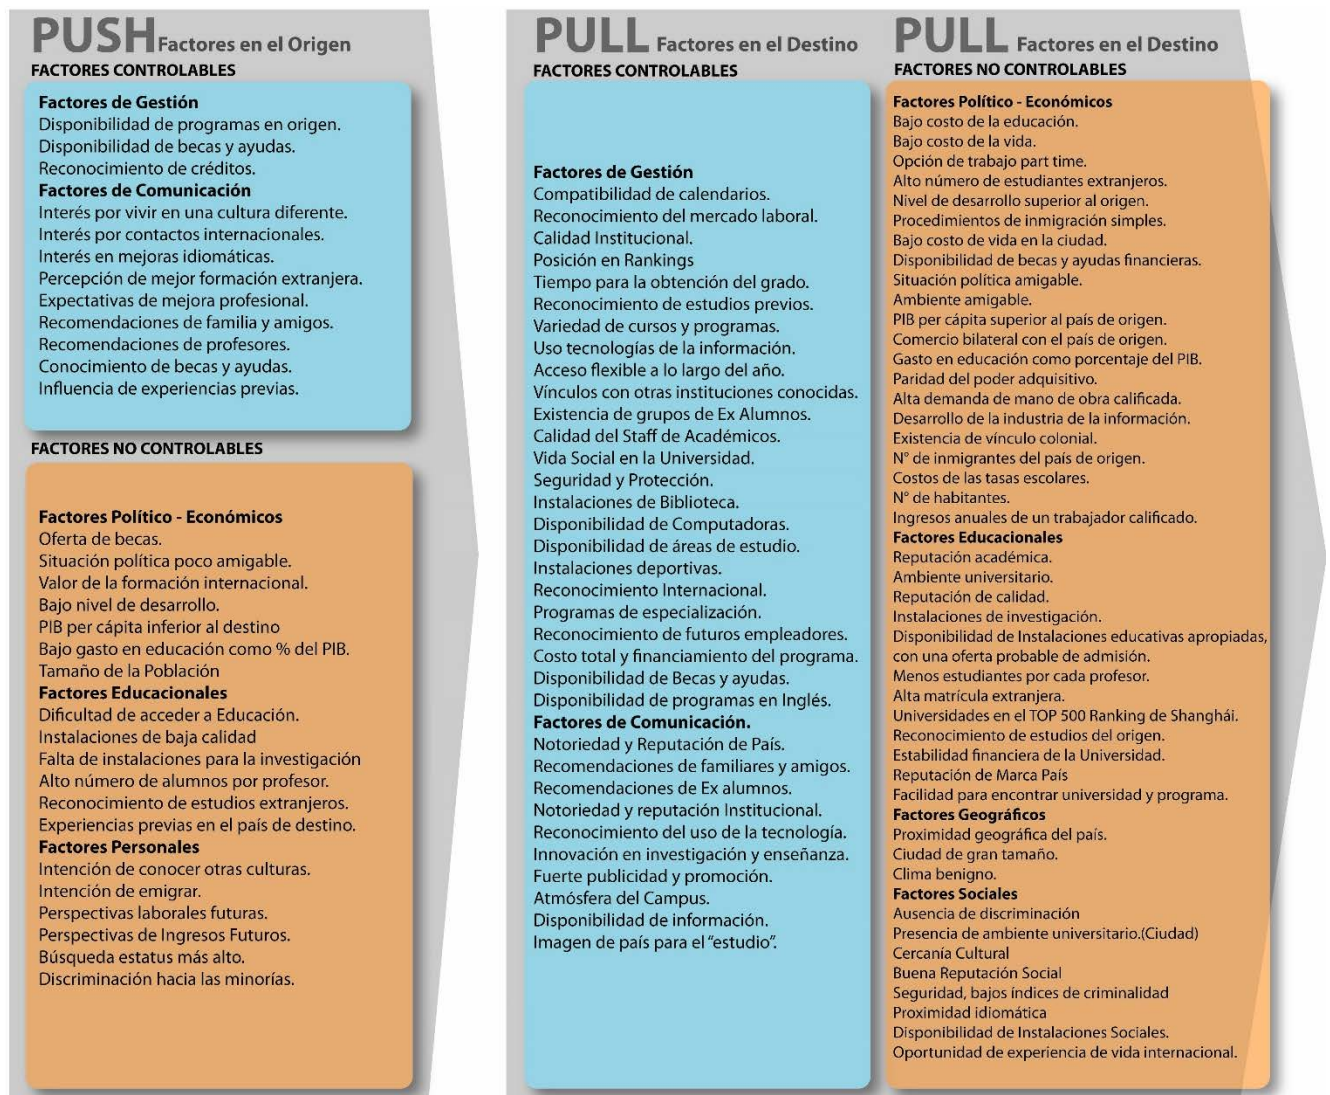 PUSH Factores en el Origen
FACTORES CONTROLABLES
Factores de Gestión
Disponibilidad de programas en origen.
Disponibilidad de becas y ayudas.
Reconocimiento de créditos.
Factores de Comunicación
Interés por vivir en una cultura diferente.
Interés por contactos internacionales.
Interés en mejoras idiomáticas.
Percepción de mejor formación extranjera.
Expectativas de mejora profesional.
Recomendaciones de familia y amigos.
Recomendaciones de profesores.
Conocimiento de becas y ayudas.
Influencia de experiencias previas.
FACTORES NO CONTROLABLES
Factores Político - Económicos
Oferta de becas.
Situación política poco amigable.
Valor de la formación internacional.
Bajo nivel de desarrollo.
PIB per cápita inferior al destino
Bajo gasto en educación como % del PIB.
Tamaño de la Población
Factores Educacionales
Dificultad de acceder a Educación.
Instalaciones de baja calidad
Falta de instalaciones para la investigación
Alto número de alumnos por profesor.
Reconocimiento de estudios extranjeros.
Experiencias previas en el país de destino.
Factores Personales
Intención de conocer otras culturas.
Intención de emigrar.
Perspectivas laborales futuras.
Perspectivas de Ingresos Futuros.
Búsqueda estatus más alto.
Discriminación hacia las minorías.
PULL Factores en el Destino
FACTORES CONTROLABLES
Factores de Gestión
Compatibilidad de calendarios.
Reconocimiento del mercado laboral.
Calidad Institucional.
Posición en Rankings
Tiempo para la obtención del grado.
Reconocimiento de estudios previos.
Variedad de cursos y programas.
Uso tecnologías de la información.
Acceso flexible a lo largo del año.
Vínculos con otras instituciones conocidas.
Existencia de grupos de Ex Alumnos.
Calidad del Staff de Académicos.
Vida Social en la Universidad.
Seguridad y Protección.
Instalaciones de Biblioteca.
Disponibilidad de Computadoras.
Disponibilidad de áreas de estudio.
Instalaciones deportivas.
Reconocimiento Internacional.
Programas de especialización.
Reconocimiento de futuros empleadores.
Costo total y financiamiento del programa.
Disponibilidad de Becas y ayudas.
Disponibilidad de programas en Inglés.
Factores de Comunicación.
Notoriedad y Reputación de País.
Recomendaciones de familiares y amigos.
Recomendaciones de Ex alumnos.
Notoriedad y reputación Institucional.
Reconocimiento del uso de la tecnología.
Innovación en investigación y enseñanza.
Fuerte publicidad y promoción.
Atmósfera del Campus.
Disponibilidad de información.
Imagen de país para el "estudio".
PULL Factores en el Destino
FACTORES NO CONTROLABLES
Factores Político - Económicos
Bajo costo de la educación.
Bajo costo de la vida.
Opción de trabajo part time.
Alto número de estudiantes extranjeros.
Nivel de desarrollo superior al origen.
Procedimientos de inmigración simples.
Bajo costo de vida en la ciudad.
Disponibilidad de becas y ayudas financieras.
Situación política amigable.
Ambiente amigable.
PIB per cápita superior al país de origen.
Comercio bilateral con el país de origen.
Gasto en educación como porcentaje del PIB.
Paridad del poder adquisitivo.
Alta demanda de mano de obra calificada.
Desarrollo de la industria de la información.
Existencia de vínculo colonial.
N° de inmigrantes del país de origen.
Costos de las tasas escolares.
N° de habitantes.
Ingresos anuales de un trabajador calificado.
Factores Educacionales
Reputación académica.
Ambiente universitario.
Reputación de calidad.
Instalaciones de investigación.
Disponibilidad de Instalaciones educativas apropiadas,
con una oferta probable de admisión.
Menos estudiantes por cada profesor.
Alta matrícula extranjera.
Universidades en el TOP 500 Ranking de Shanghái.
Reconocimiento de estudios del origen.
Estabilidad financiera de la Universidad.
Reputación de Marca País
Facilidad para encontrar universidad y programa.
Factores Geográficos
Proximidad geográfica del país.
Ciudad de gran tamaño.
Clima benigno.
Factores Sociales
Ausencia de discriminación
Presencia de ambiente universitario.(Ciudad)
Cercanía Cultural
Buena Reputación Social
Seguridad, bajos índices de criminalidad
Proximidad idiomática
Disponibilidad de Instalaciones Sociales.
Oportunidad de experiencia de vida internacional.